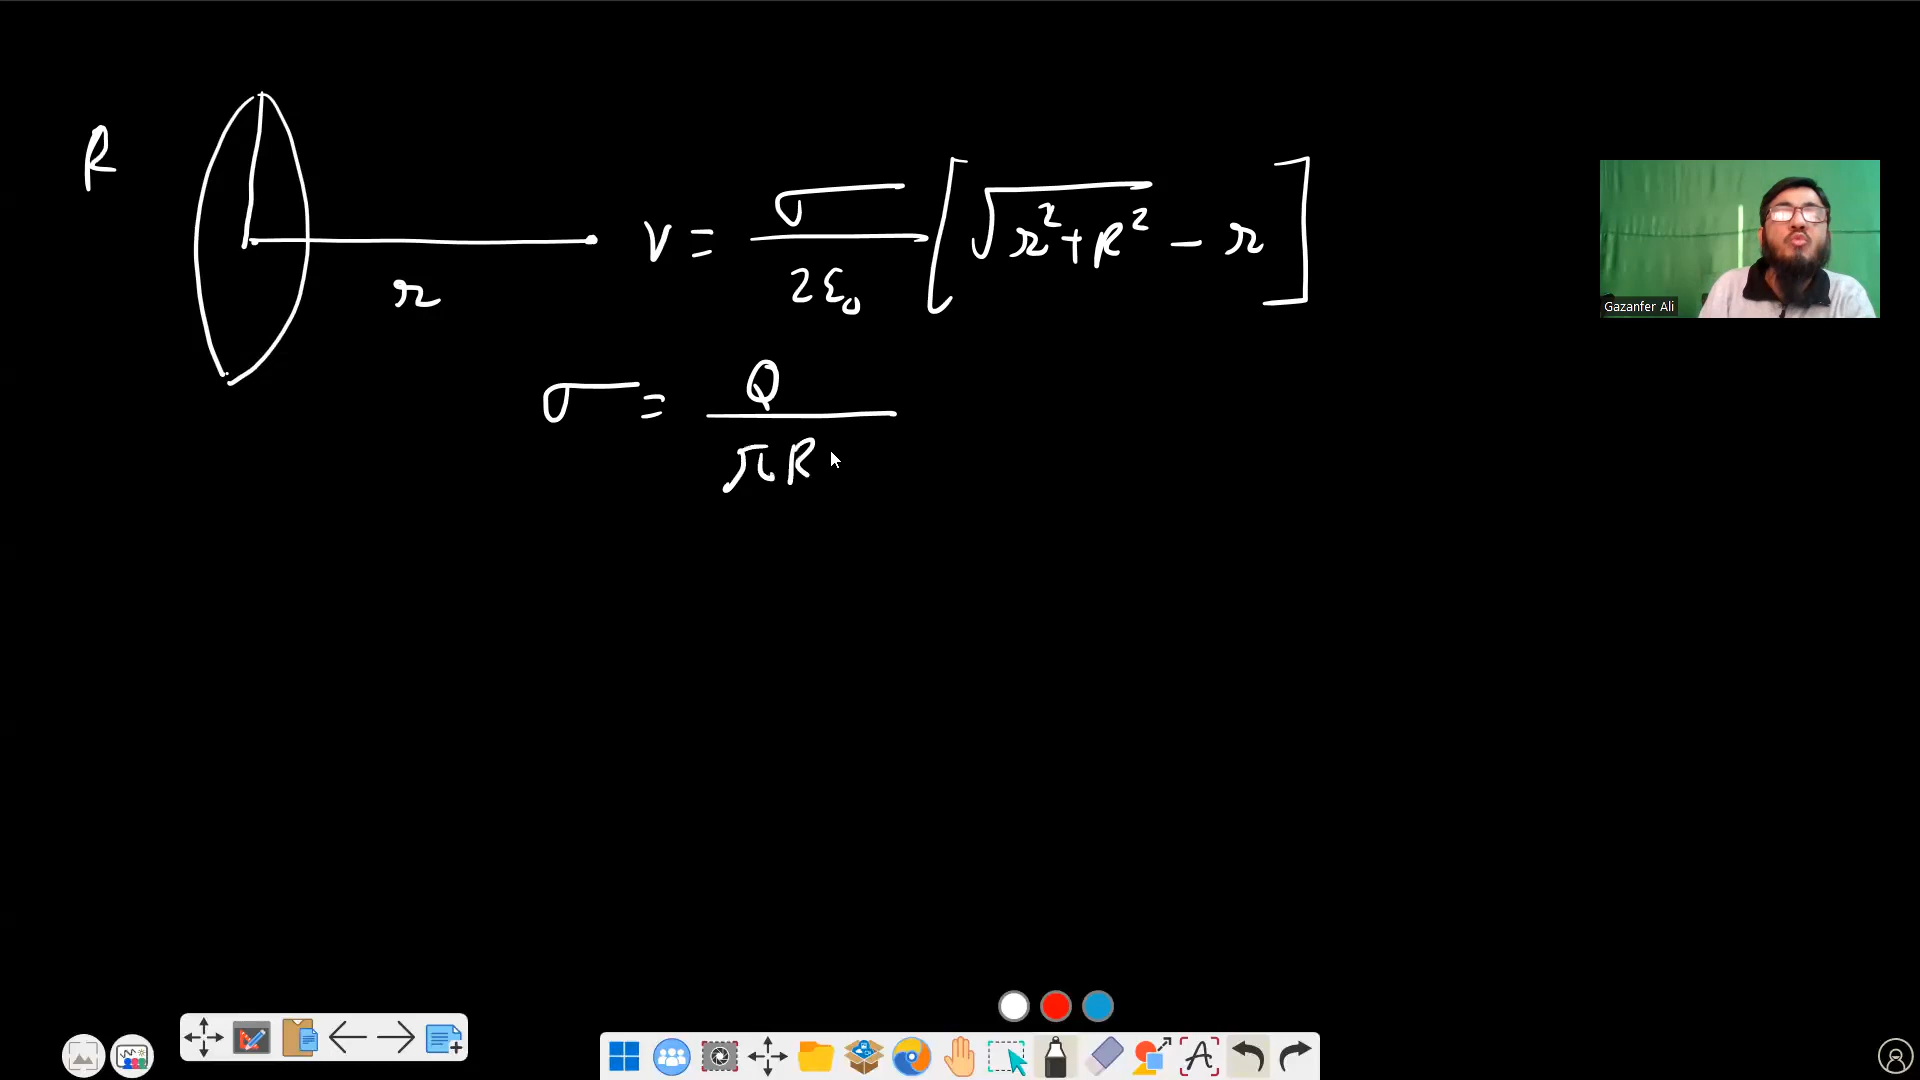 R
r
V = σ / 2ε₀ [√r² + R² − r]
Gazanfer Ali
σ = Q / πR